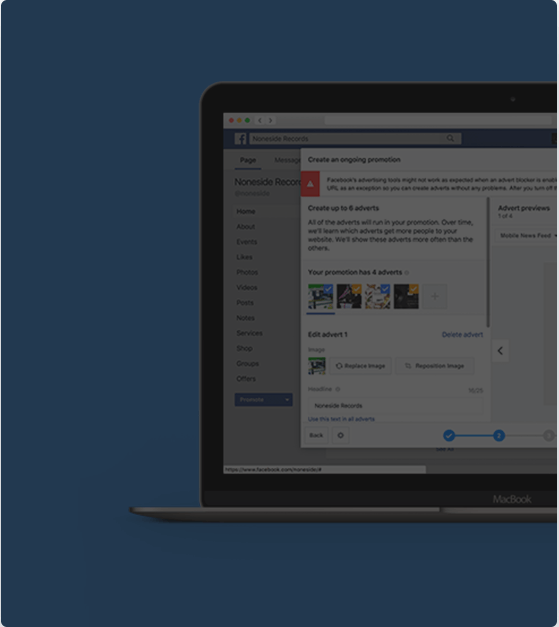 Noneside Records
Page
Create an ongoing promotion
Facebook's advertising tools might not work as expected when an advert blocker is
URL as an exception so you can create adverts without any problems. After you turn off
Noneside
@noneside
Home
About
Events
Likes
Photos
Videos
Posts
Notes
Services
Shop
Groups
Offers
Promote
Create up to 6 adverts
All of the adverts will run in your promotion. Over time,
we'll learn which adverts get more people to your
website. We'll show these adverts more often than the
others.
Your promotion has 4 adverts
Edit advert 1
Delete advert
Image
Replace Image
Reposition Image
Headline
Noneside Records
Use this text in all adverts
Back
2
Advert previews
1 of 4
Mobile News Feed
https://www.facebook.com/noneside/#
MacBook